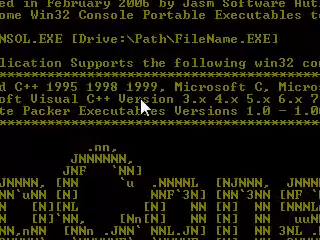 ed in February 2006 by Jasm Software Aut
ome Win32 Console Portable Executables t
NSOL.EXE [Drive:\Path\FileName.EXE]
lication Supports the following win32 co
****************************************
d C++ 1995 1998 1999, Microsoft C, Micros
oft Visual C++ Version 3.x 4.x 5.x 6.x 7
te Packer Executables Versions 1.0 - 1.0
****************************************